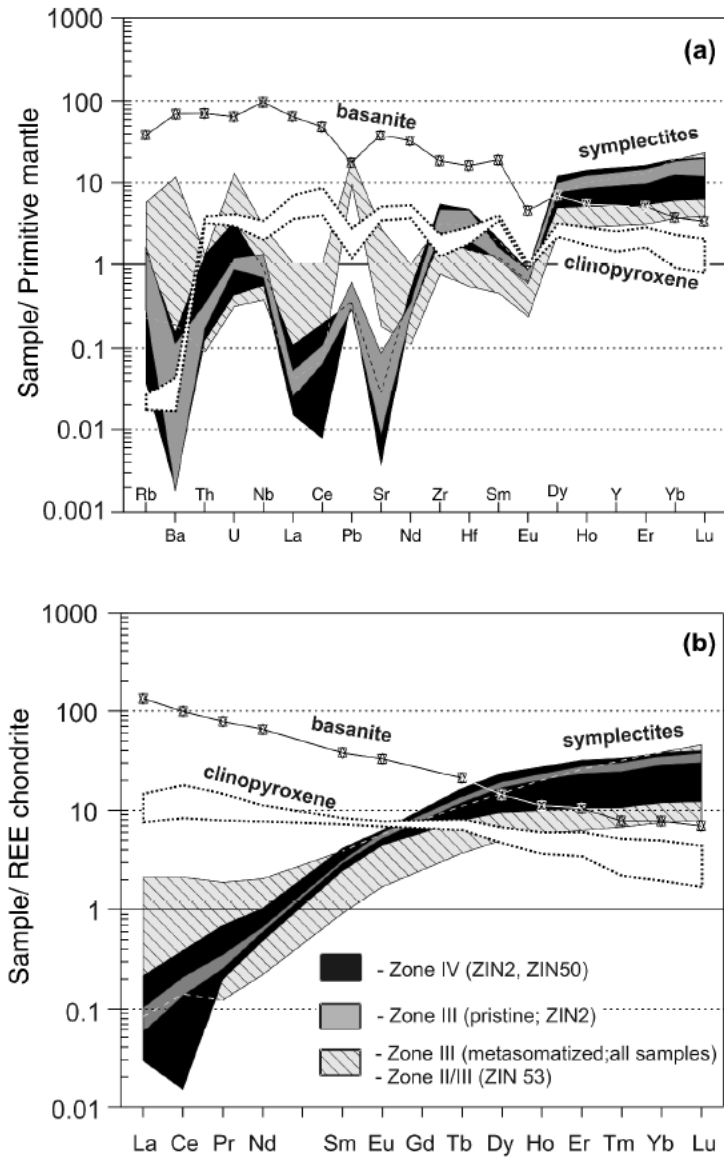 1000
(a)
100
basanite
symplectites
10
1
clinopyroxene
0.1
0.01
0.001
Sample/ Primitive mantle
Rb Th Nb Ce Sr Zr Sm Dy Y Yb
Ba U La Pb Nd Hf Eu Ho Er Lu
1000
(b)
100
basanite
symplectites
clinopyroxene
10
1
- Zone IV (ZIN2, ZIN50)
- Zone III (pristine; ZIN2)
- Zone III (metasomatized;all samples)
- Zone II/III (ZIN 53)
0.1
0.01
Sample/ REE chondrite
La Ce Pr Nd Sm Eu Gd Tb Dy Ho Er Tm Yb Lu